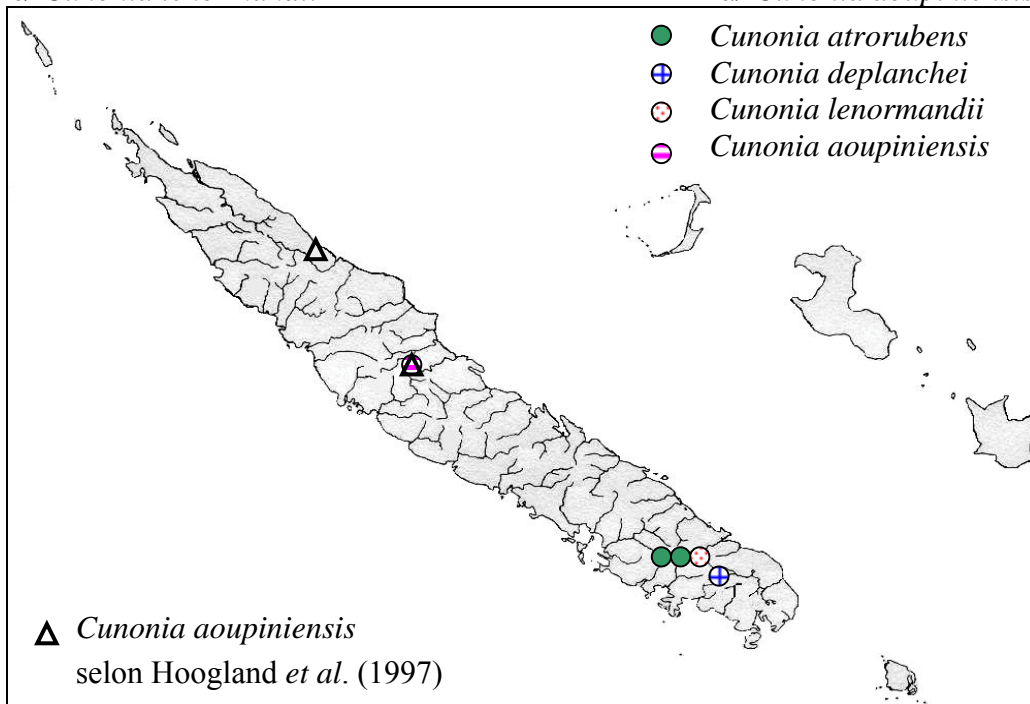 Cunonia atrorubens
Cunonia deplanchei
Cunonia lenormandii
Cunonia aoupiniensis
Cunonia aoupiniensis
selon Hoogland et al. (1997)